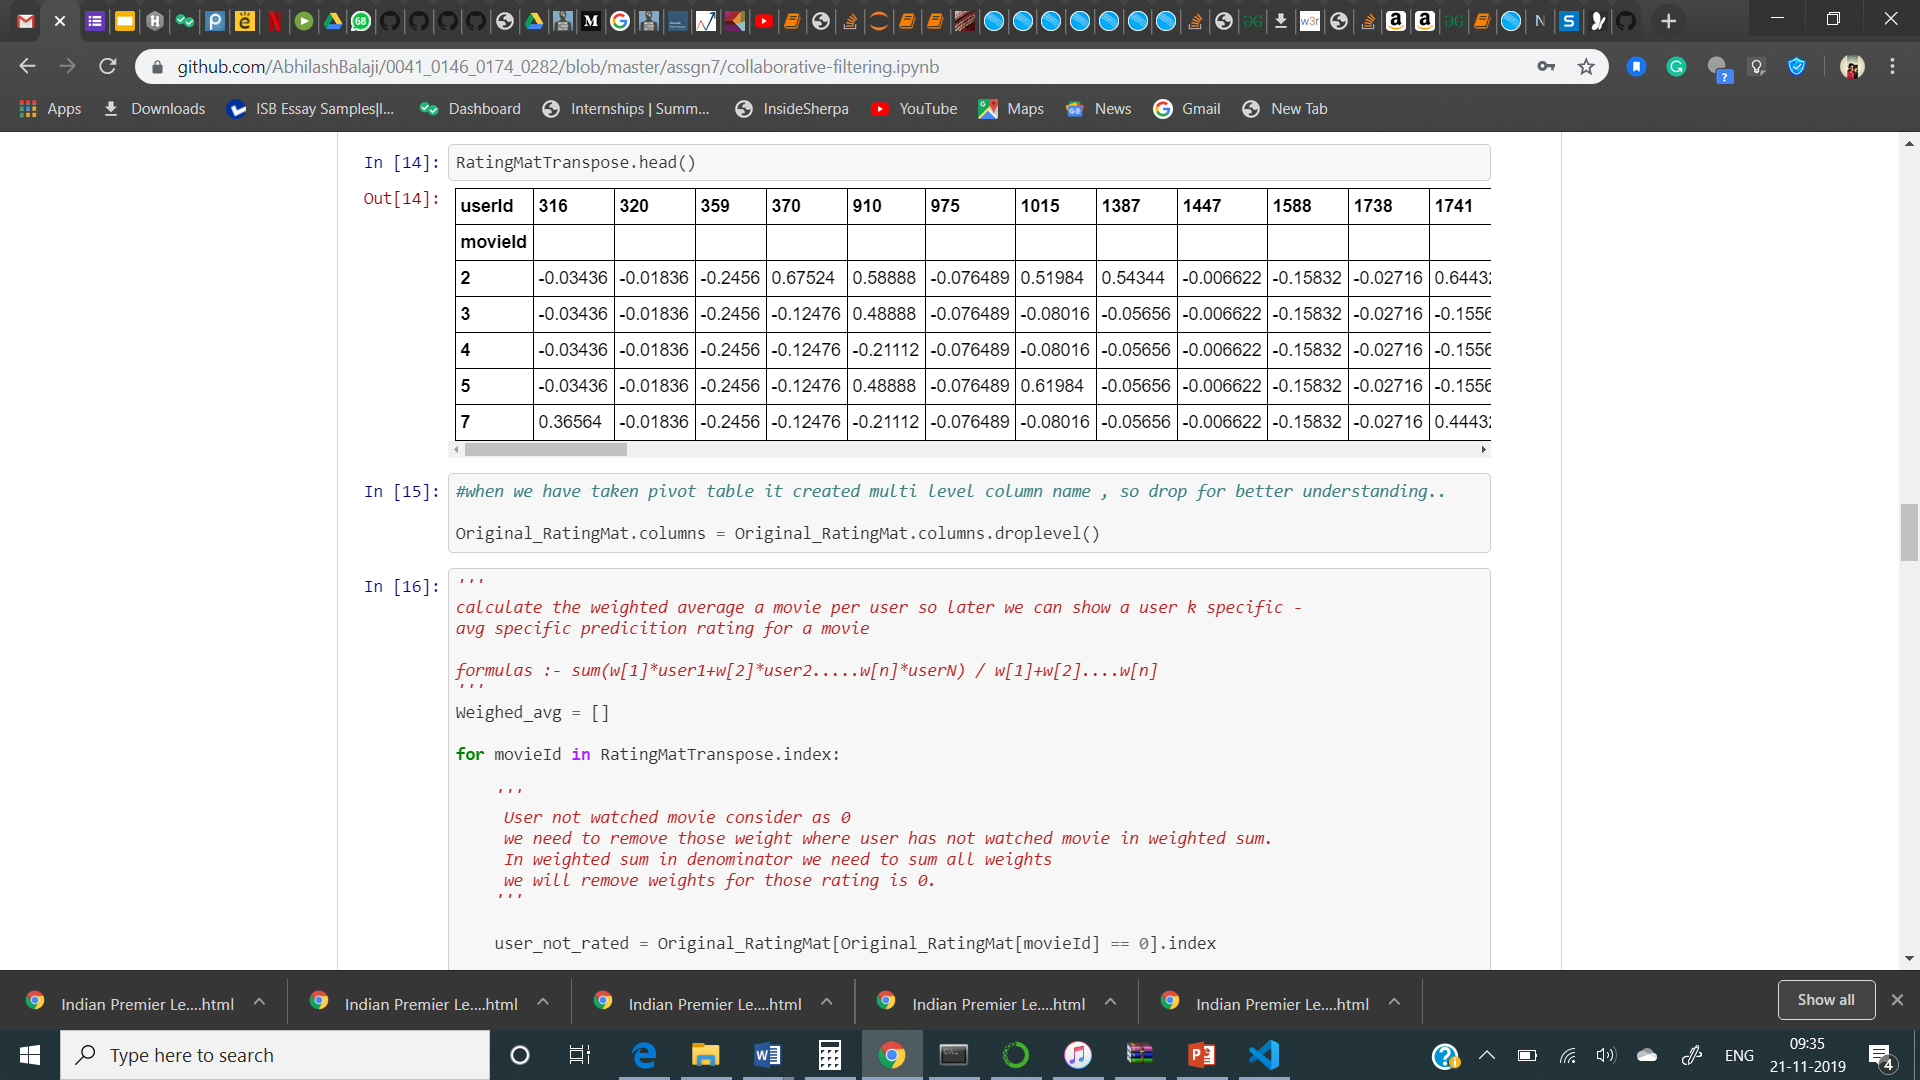 github.com/AbhilashBalaji/0041_0146_0174_0282/blob/master/assgn7/collaborative-filtering.ipynb
Apps Downloads ISB Essay Samples|I... Dashboard Internships | Summ... InsideSherpa YouTube Maps News Gmail New Tab
In [14]: RatingMatTranspose.head()
Out[14]:
userId 316 320 359 370 910 975 1015 1387 1447 1588 1738 1741
movieId
2 -0.03436 -0.01836 -0.2456 0.67524 0.58888 -0.076489 0.51984 0.54344 -0.006622 -0.15832 -0.02716 0.6443
3 -0.03436 -0.01836 -0.2456 -0.12476 0.48888 -0.076489 -0.08016 -0.05656 -0.006622 -0.15832 -0.02716 -0.1556
4 -0.03436 -0.01836 -0.2456 -0.12476 -0.21112 -0.076489 -0.08016 -0.05656 -0.006622 -0.15832 -0.02716 -0.1556
5 -0.03436 -0.01836 -0.2456 -0.12476 0.48888 -0.076489 0.61984 -0.05656 -0.006622 -0.15832 -0.02716 -0.1556
7 0.36564 -0.01836 -0.2456 -0.12476 -0.21112 -0.076489 -0.08016 -0.05656 -0.006622 -0.15832 -0.02716 0.4443
In [15]: #when we have taken pivot table it created multi level column name , so drop for better understanding..
Original_RatingMat.columns = Original_RatingMat.columns.droplevel()
In [16]: '''
calculate the weighted average a movie per user so later we can show a user k specific -
avg specific predicition rating for a movie
formulas :- sum(w[1]*user1+w[2]*user2.....w[n]*userN) / w[1]+w[2]....w[n]
'''
Weighed_avg = []
for movieId in RatingMatTranspose.index:
'''
User not watched movie consider as 0
we need to remove those weight where user has not watched movie in weighted sum.
In weighted sum in denominator we need to sum all weights
we will remove weights for those rating is 0.
'''
user_not_rated = Original_RatingMat[Original_RatingMat[movieId] == 0].index
Indian Premier Le....html Indian Premier Le....html Indian Premier Le....html Indian Premier Le....html Indian Premier Le....html Show all
Type here to search
ENG
09:35
21-11-2019
4